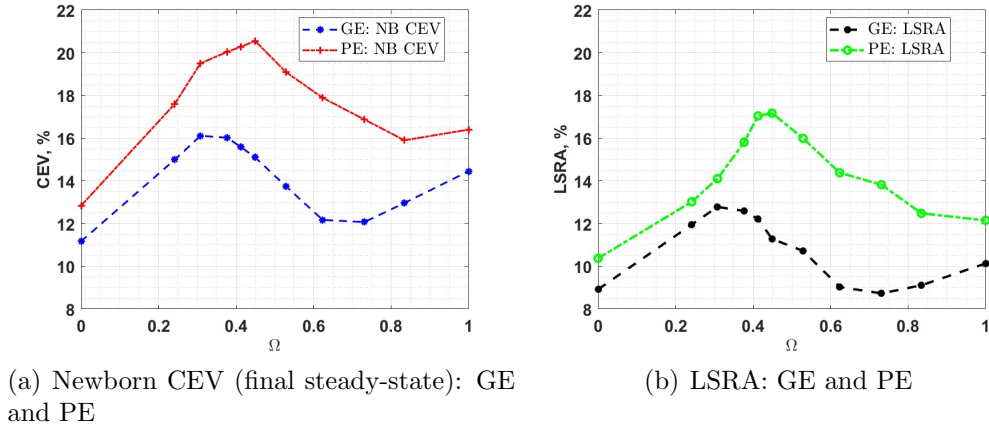 22
20
18
16
14
12
10
8
CEV, %
GE: NB CEV
PE: NB CEV
0
0.2
0.4
0.6
0.8
1
Ω
(a) Newborn CEV (final steady-state): GE
and PE
22
20
18
16
14
12
10
8
LSRA, %
GE: LSRA
PE: LSRA
0
0.2
0.4
0.6
0.8
1
Ω
(b) LSRA: GE and PE